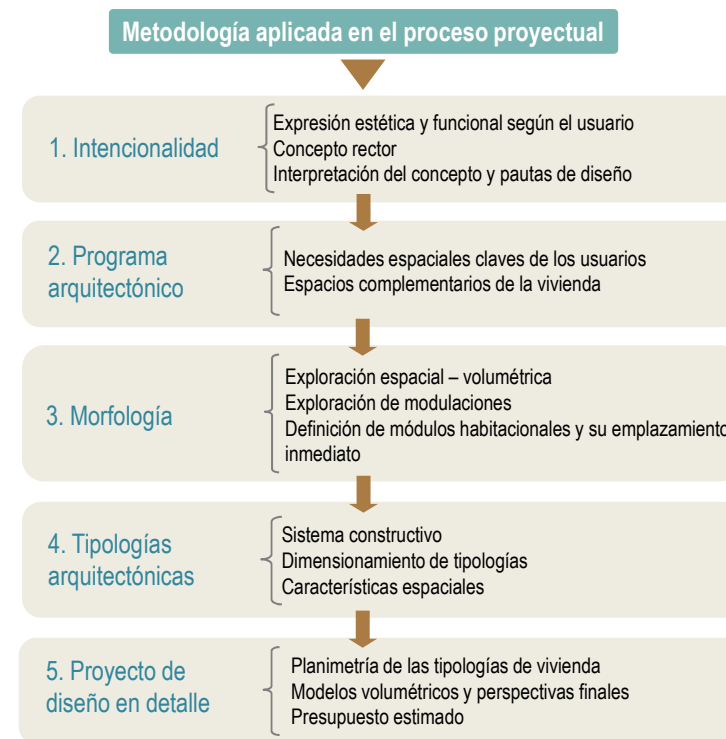 Metodología aplicada en el proceso proyectual
1. Intencionalidad
Expresión estética y funcional según el usuario
Concepto rector
Interpretación del concepto y pautas de diseño
2. Programa
arquitectónico
Necesidades espaciales claves de los usuarios
Espacios complementarios de la vivienda
3. Morfología
Exploración espacial – volumétrica
Exploración de modulaciones
Definición de módulos habitacionales y su emplazamiento
inmediato
4. Tipologías
arquitectónicas
Sistema constructivo
Dimensionamiento de tipologías
Características espaciales
5. Proyecto de
diseño en detalle
Planimetría de las tipologías de vivienda
Modelos volumétricos y perspectivas finales
Presupuesto estimado